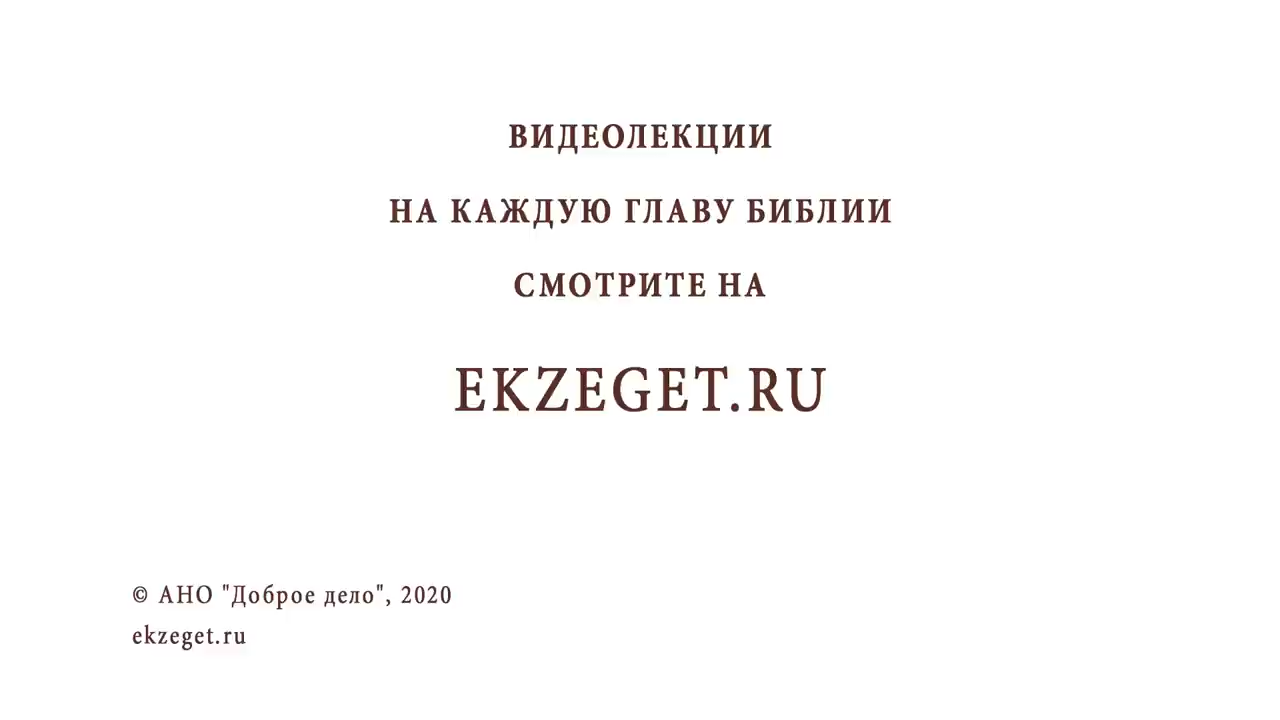 ВИДЕОЛЕКЦИИ
НА КАЖДУЮ ГЛАВУ БИБЛИИ
СМОТРИТЕ НА
EKZEGET.RU
© АНО "Доброе дело", 2020
ekzeget.ru